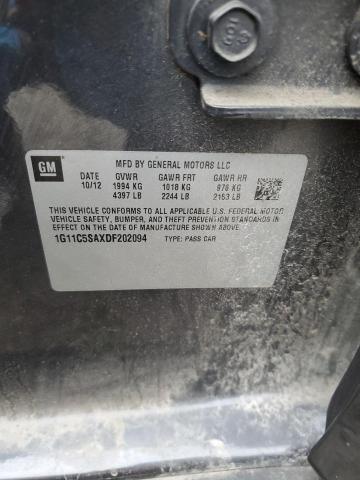 GM
MFD BY GENERAL MOTORS LLC
DATE GVWR GAWR FRT GAWR RR
10/12 1994 KG 1018 KG 976 KG
4397 LB 2244 LB 2153 LB
THIS VEHICLE CONFORMS TO ALL APPLICABLE U.S. FEDERAL MOTOR
VEHICLE SAFETY, BUMPER, AND THEFT PREVENTION STANDARDS
IN EFFECT ON THE DATE OF MANUFACTURE SHOWN ABOVE.
1G11C5SAXDF202094 TYPE: PASS CAR